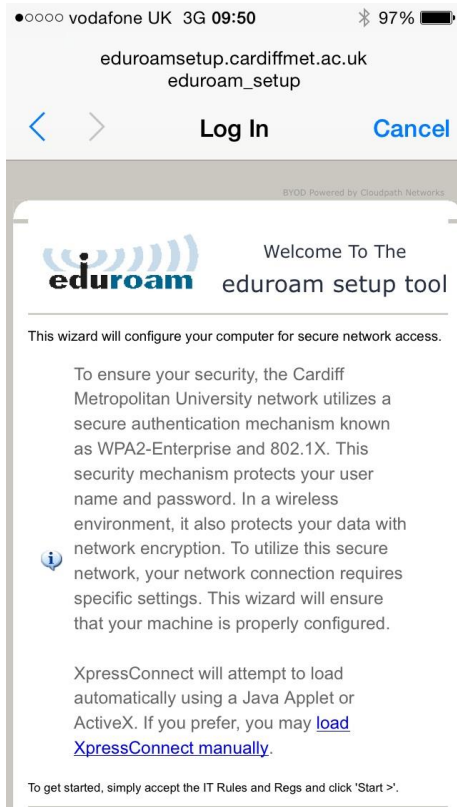 vodafone UK 3G 09:50 97%
eduroamsetup.cardiffmet.ac.uk
eduroam_setup
Log In Cancel
BYOD Powered by Cloudpath Networks
eduroam
Welcome To The
eduroam setup tool
This wizard will configure your computer for secure network access.
To ensure your security, the Cardiff
Metropolitan University network utilizes a
secure authentication mechanism known
as WPA2-Enterprise and 802.1X. This
security mechanism protects your user
name and password. In a wireless
environment, it also protects your data with
network encryption. To utilize this secure
network, your network connection requires
specific settings. This wizard will ensure
that your machine is properly configured.
XpressConnect will attempt to load
automatically using a Java Applet or
ActiveX. If you prefer, you may load
XpressConnect manually.
To get started, simply accept the IT Rules and Regs and click 'Start >'.